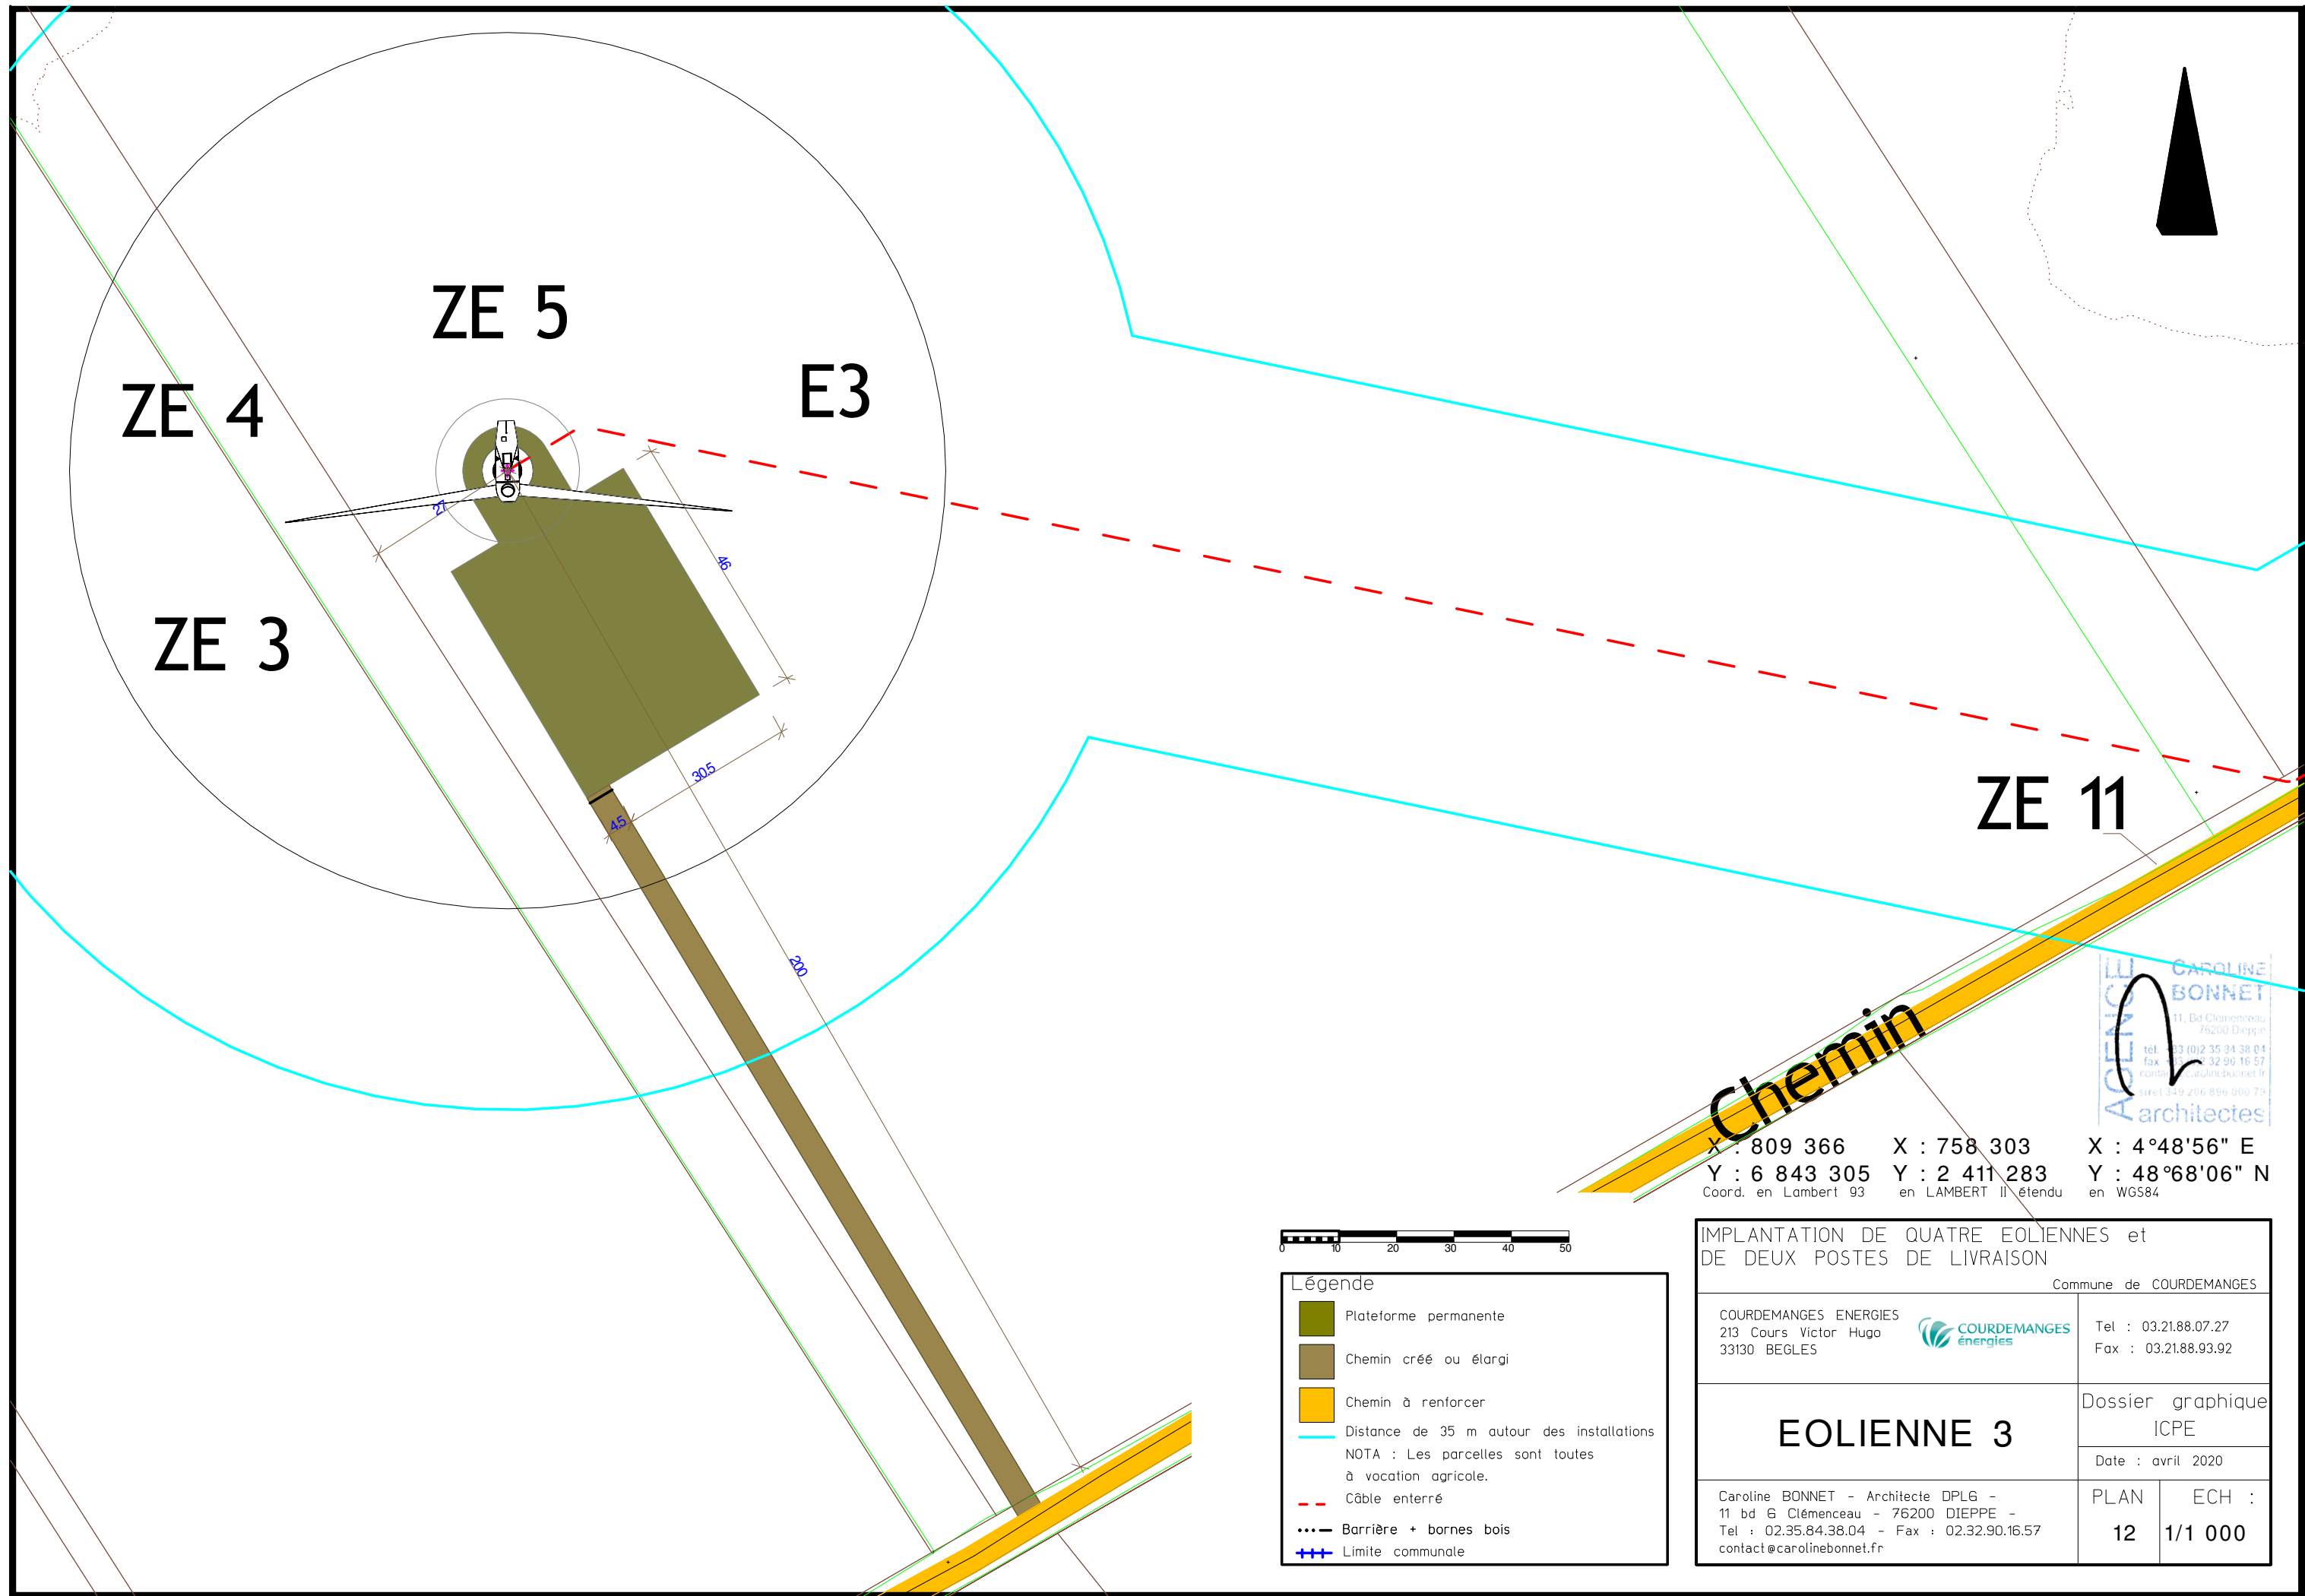 ZE 5
E3
ZE 4
27
46
ZE 3
30.5
4.5
200
ZE 11
Chemin
AGENCE
CAROLINE
BONNET
11, Bd Clemenceau
76200 Dieppe
architectes
X : 809 366
Y : 6 843 305
Coord. en Lambert 93
X : 758 303
Y : 2 411 283
en LAMBERT II étendu
X : 4°48'56" E
Y : 48°68'06" N
en WGS84
0 10 20 30 40 50
Légende
Plateforme permanente
Chemin créé ou élargi
Chemin à renforcer
Distance de 35 m autour des installations
NOTA : Les parcelles sont toutes
à vocation agricole.
Câble enterré
Barrière + bornes bois
Limite communale
IMPLANTATION DE QUATRE EOLIENNES et
DE DEUX POSTES DE LIVRAISON
Commune de COURDEMANGES
COURDEMANGES ENERGIES
213 Cours Victor Hugo
33130 BEGLES
COURDEMANGES
énergies
Tel : 03.21.88.07.27
Fax : 03.21.88.93.92
EOLIENNE 3
Dossier graphique
ICPE
Date : avril 2020
Caroline BONNET - Architecte DPLG -
11 bd G Clémenceau - 76200 DIEPPE -
Tel : 02.35.84.38.04 - Fax : 02.32.90.16.57
contact@carolinebonnet.fr
PLAN
12
ECH :
1/1 000